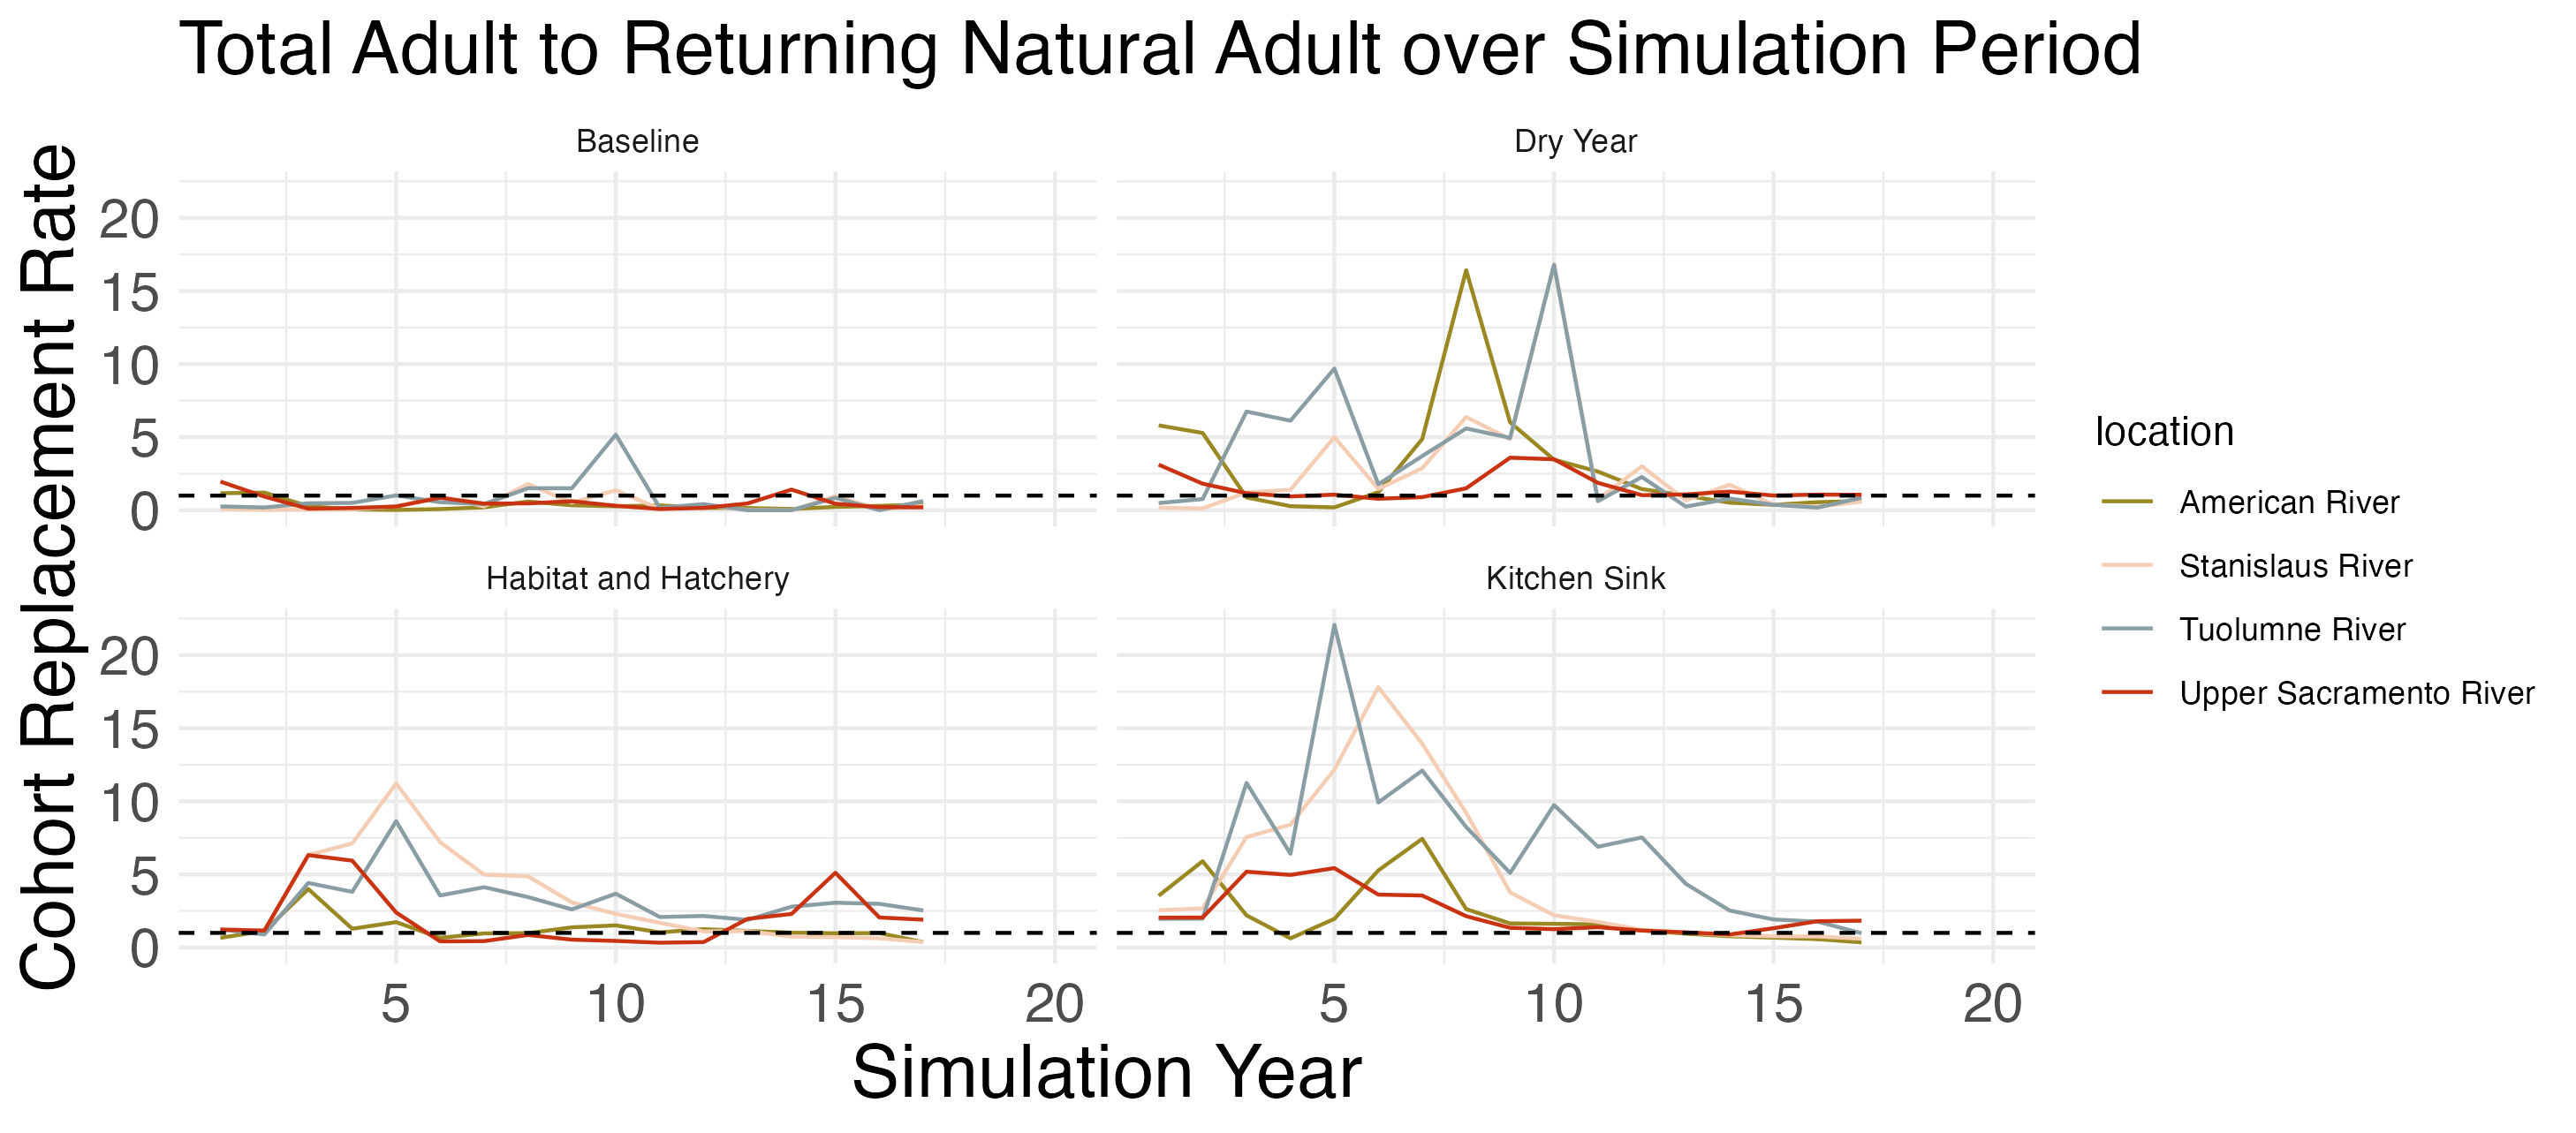 Total Adult to Returning Natural Adult over Simulation Period
Cohort Replacement Rate
Baseline
Dry Year
20
15
10
5
0
Habitat and Hatchery
Kitchen Sink
20
15
10
5
0
5 10 15 20
5 10 15 20
Simulation Year
location
American River
Stanislaus River
Tuolumne River
Upper Sacramento River